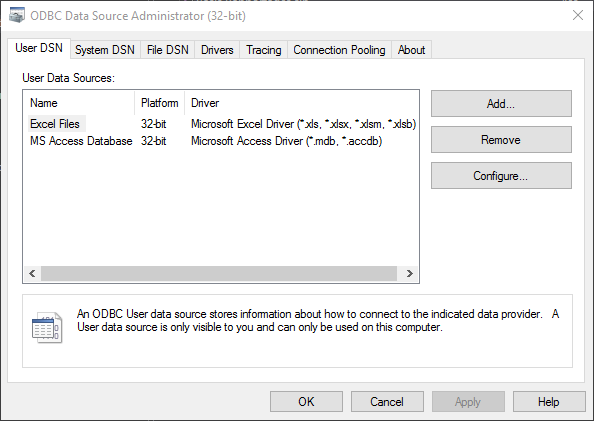 ODBC Data Source Administrator (32-bit)
User DSN System DSN File DSN Drivers Tracing Connection Pooling About
User Data Sources:
Name Platform Driver
Excel Files 32-bit Microsoft Excel Driver (*.xls, *.xlsx, *.xlsm, *.xlsb)
MS Access Database 32-bit Microsoft Access Driver (*.mdb, *.accdb)
Add...
Remove
Configure...
An ODBC User data source stores information about how to connect to the indicated data provider. A
User data source is only visible to you and can only be used on this computer.
OK Cancel Apply Help